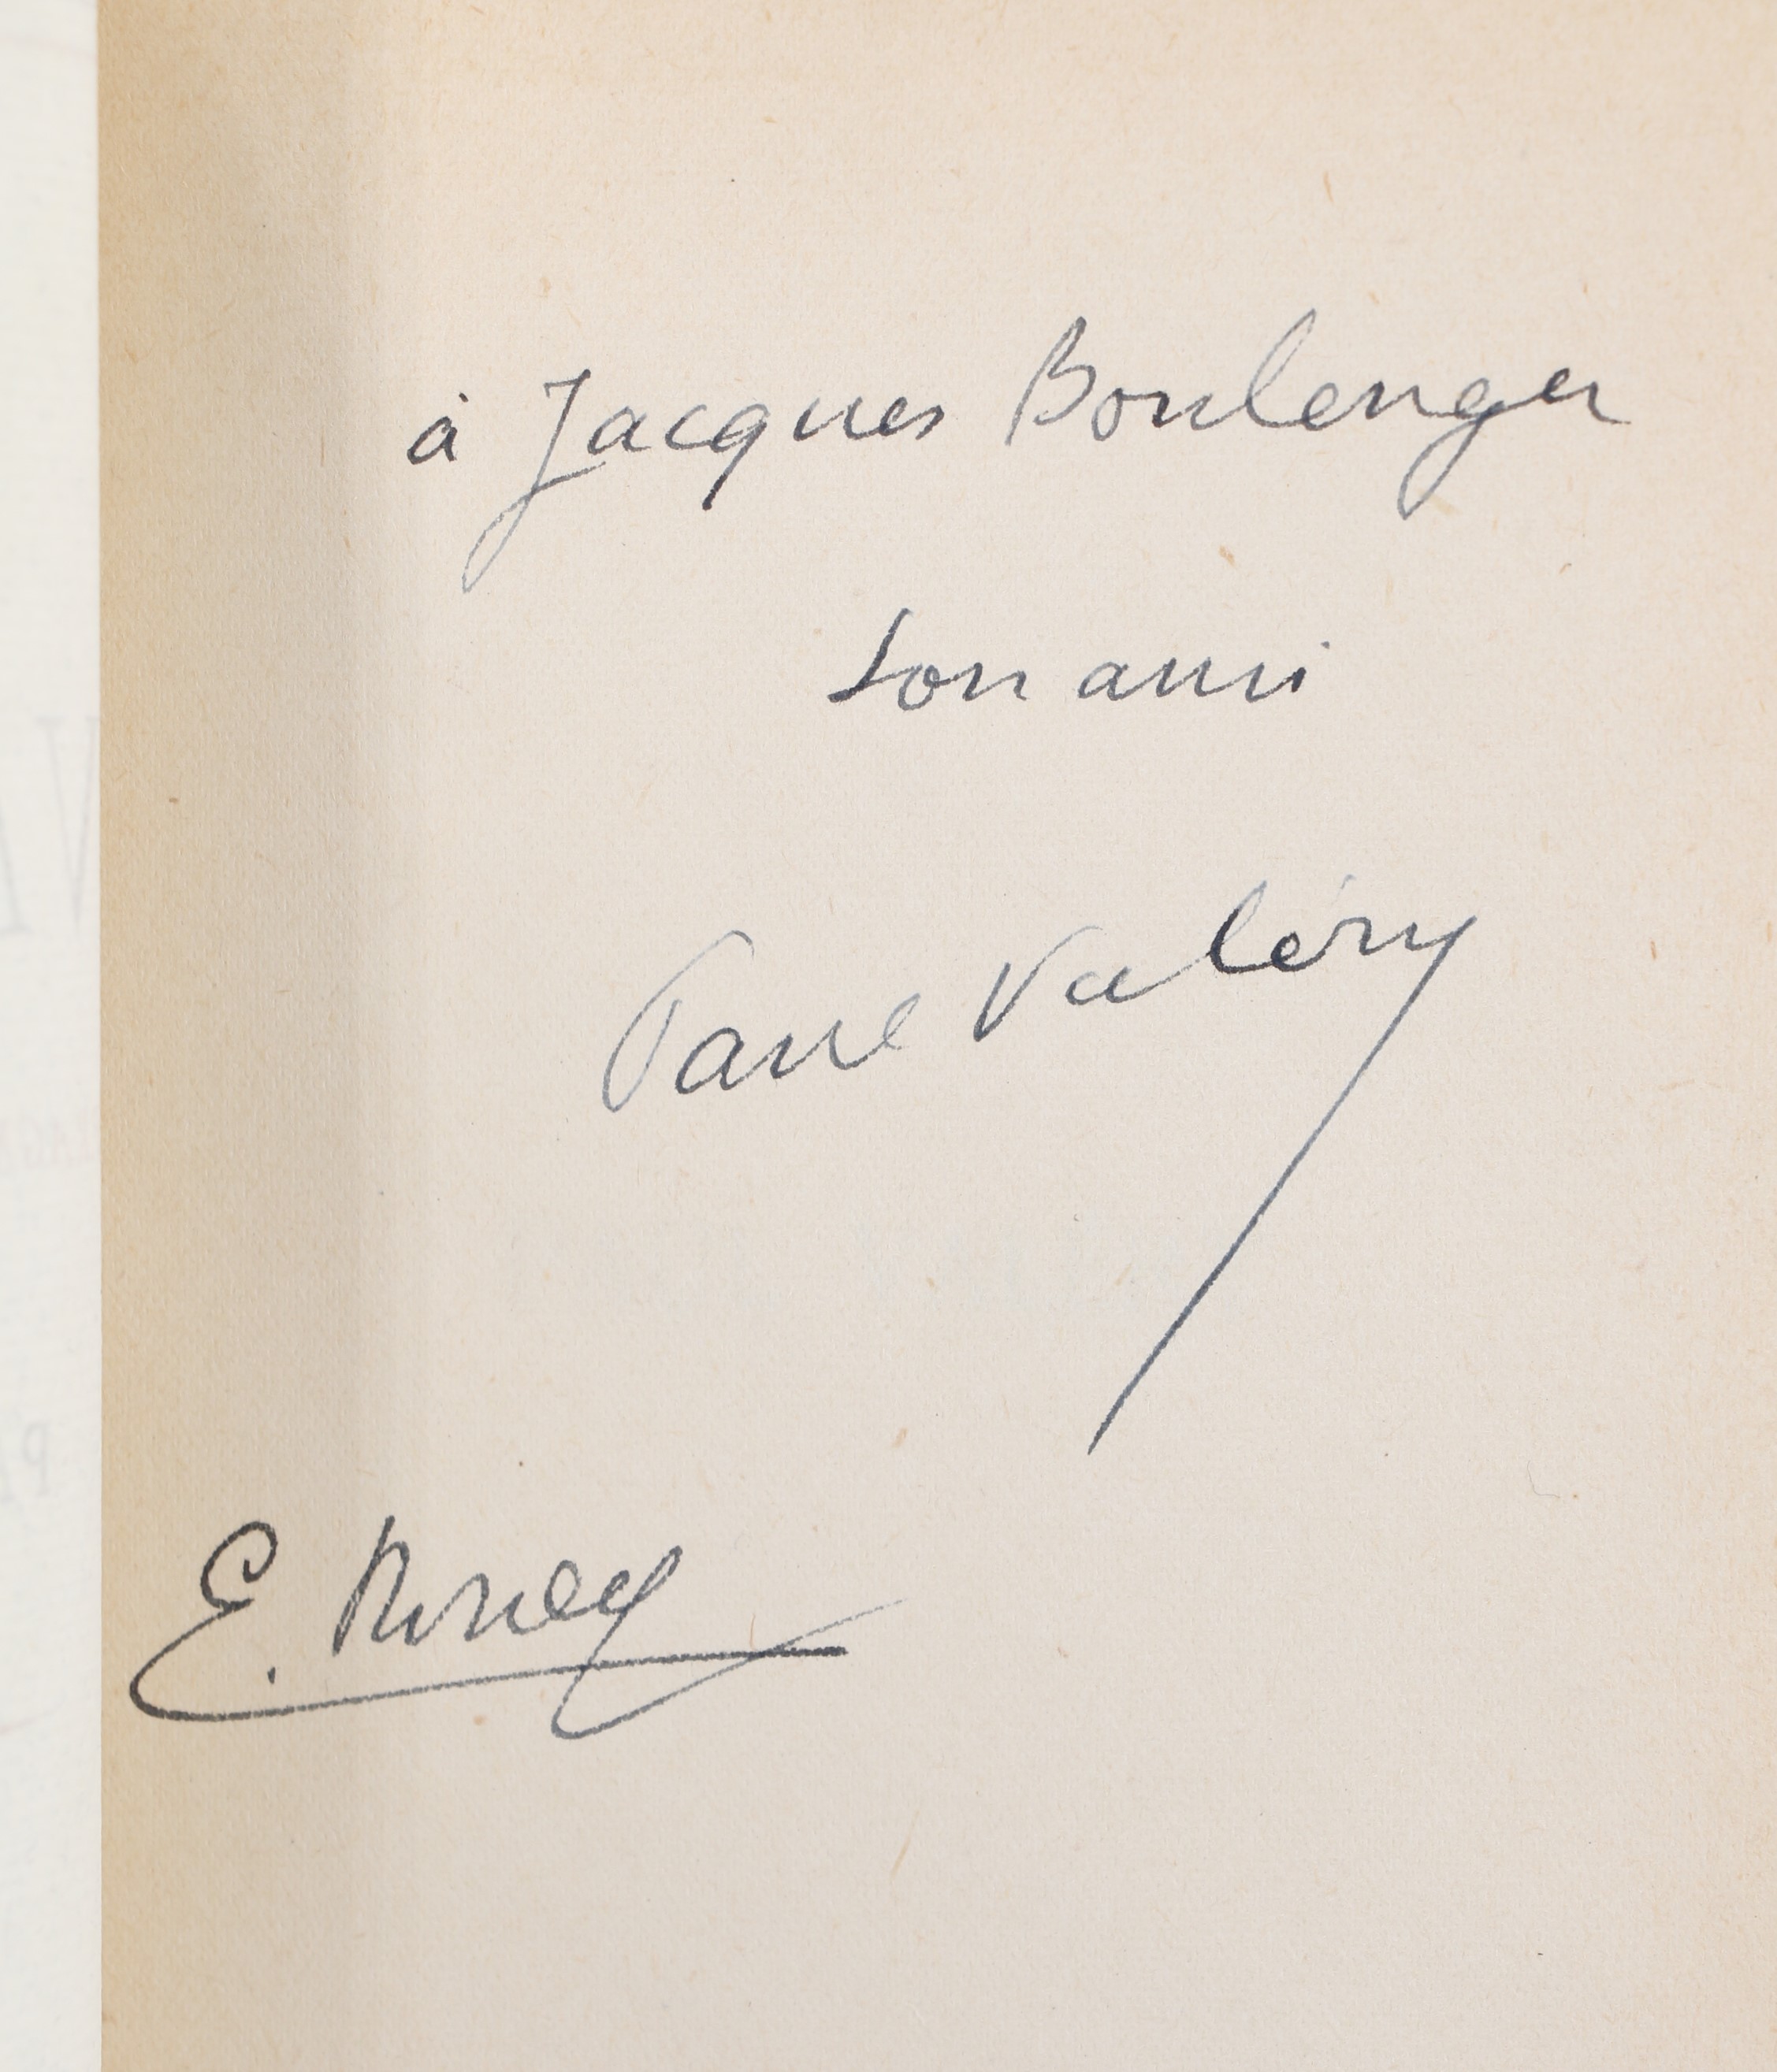 à Jacques Boulenger
son ami
Paul Valéry
E.